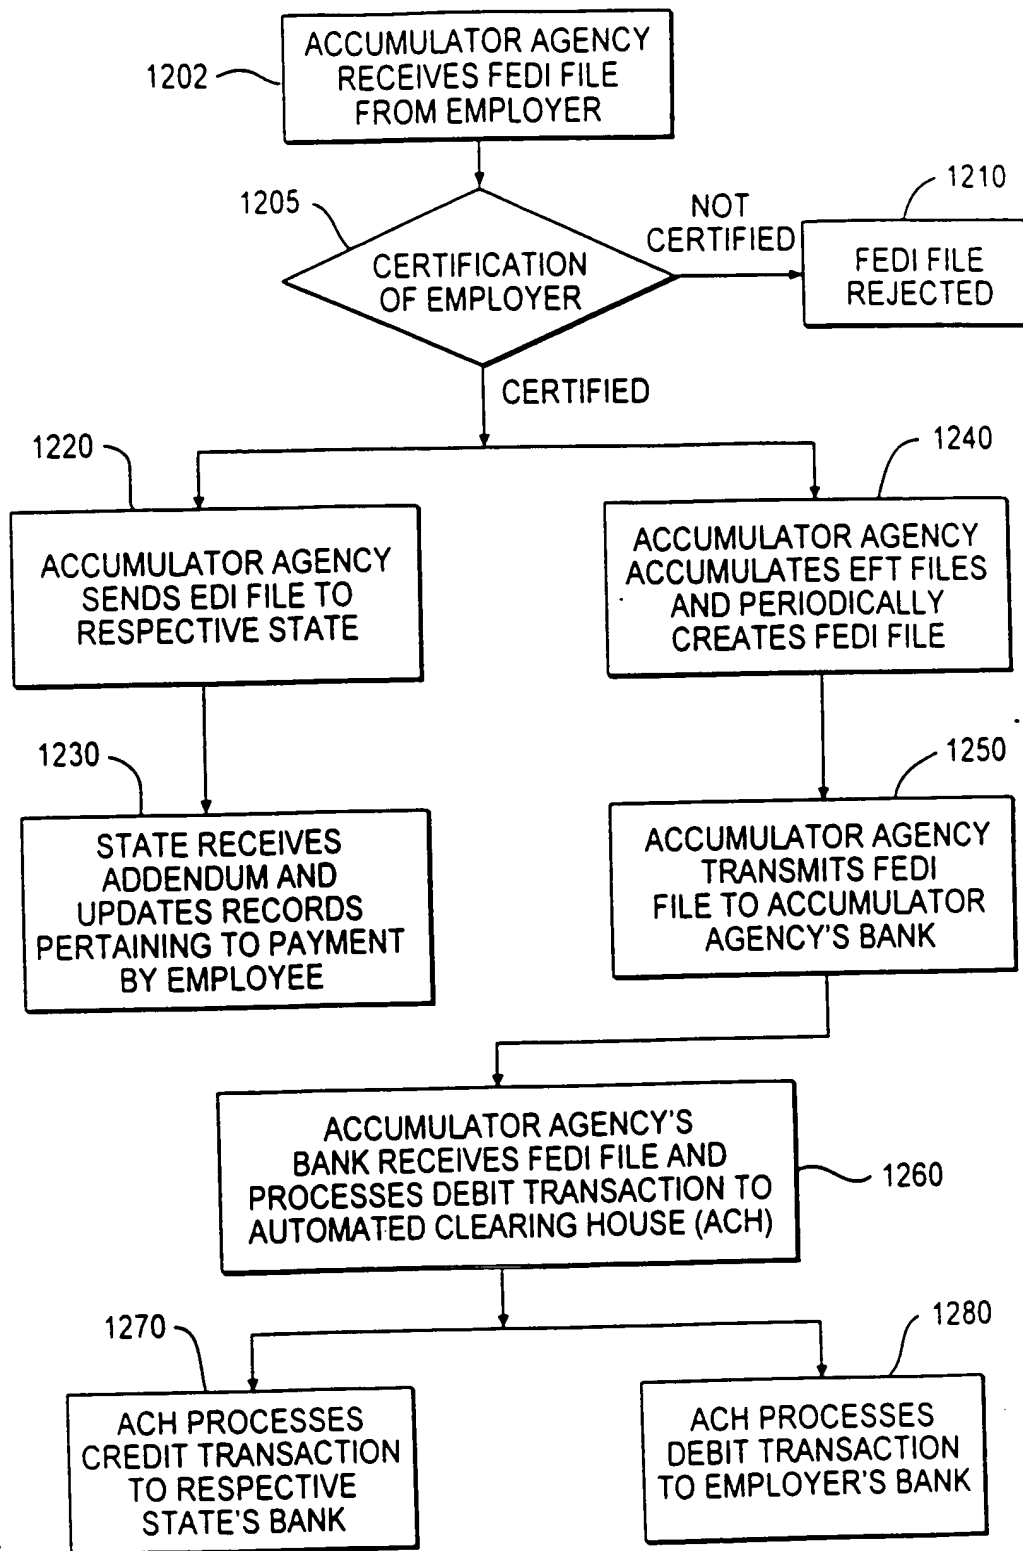 ACCUMULATOR AGENCY
RECEIVES FEDI FILE
FROM EMPLOYER
1202
1205
CERTIFICATION
OF EMPLOYER
NOT
CERTIFIED
1210
FEDI FILE
REJECTED
CERTIFIED
1220
ACCUMULATOR AGENCY
SENDS EDI FILE TO
RESPECTIVE STATE
1240
ACCUMULATOR AGENCY
ACCUMULATES EFT FILES
AND PERIODICALLY
CREATES FEDI FILE
1230
STATE RECEIVES
ADDENDUM AND
UPDATES RECORDS
PERTAINING TO PAYMENT
BY EMPLOYEE
1250
ACCUMULATOR AGENCY
TRANSMITS FEDI
FILE TO ACCUMULATOR
AGENCY'S BANK
ACCUMULATOR AGENCY'S
BANK RECEIVES FEDI FILE AND
PROCESSES DEBIT TRANSACTION TO
AUTOMATED CLEARING HOUSE (ACH)
1260
1270
ACH PROCESSES
CREDIT TRANSACTION
TO RESPECTIVE
STATE'S BANK
1280
ACH PROCESSES
DEBIT TRANSACTION
TO EMPLOYER'S BANK